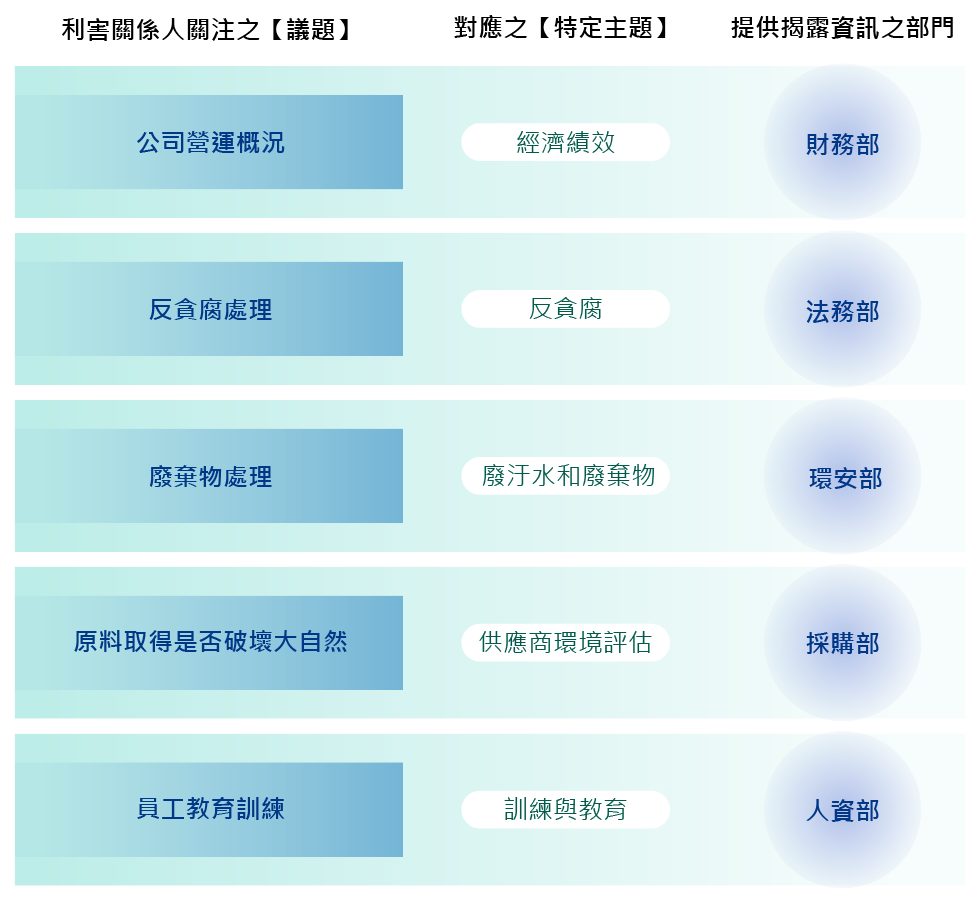 利害關係人關注之【議題】 對應之【特定主題】 提供揭露資訊之部門
公司營運概況 經濟績效 財務部
反貪腐處理 反貪腐 法務部
廢棄物處理 廢汙水和廢棄物 環安部
原料取得是否破壞大自然 供應商環境評估 採購部
員工教育訓練 訓練與教育 人資部